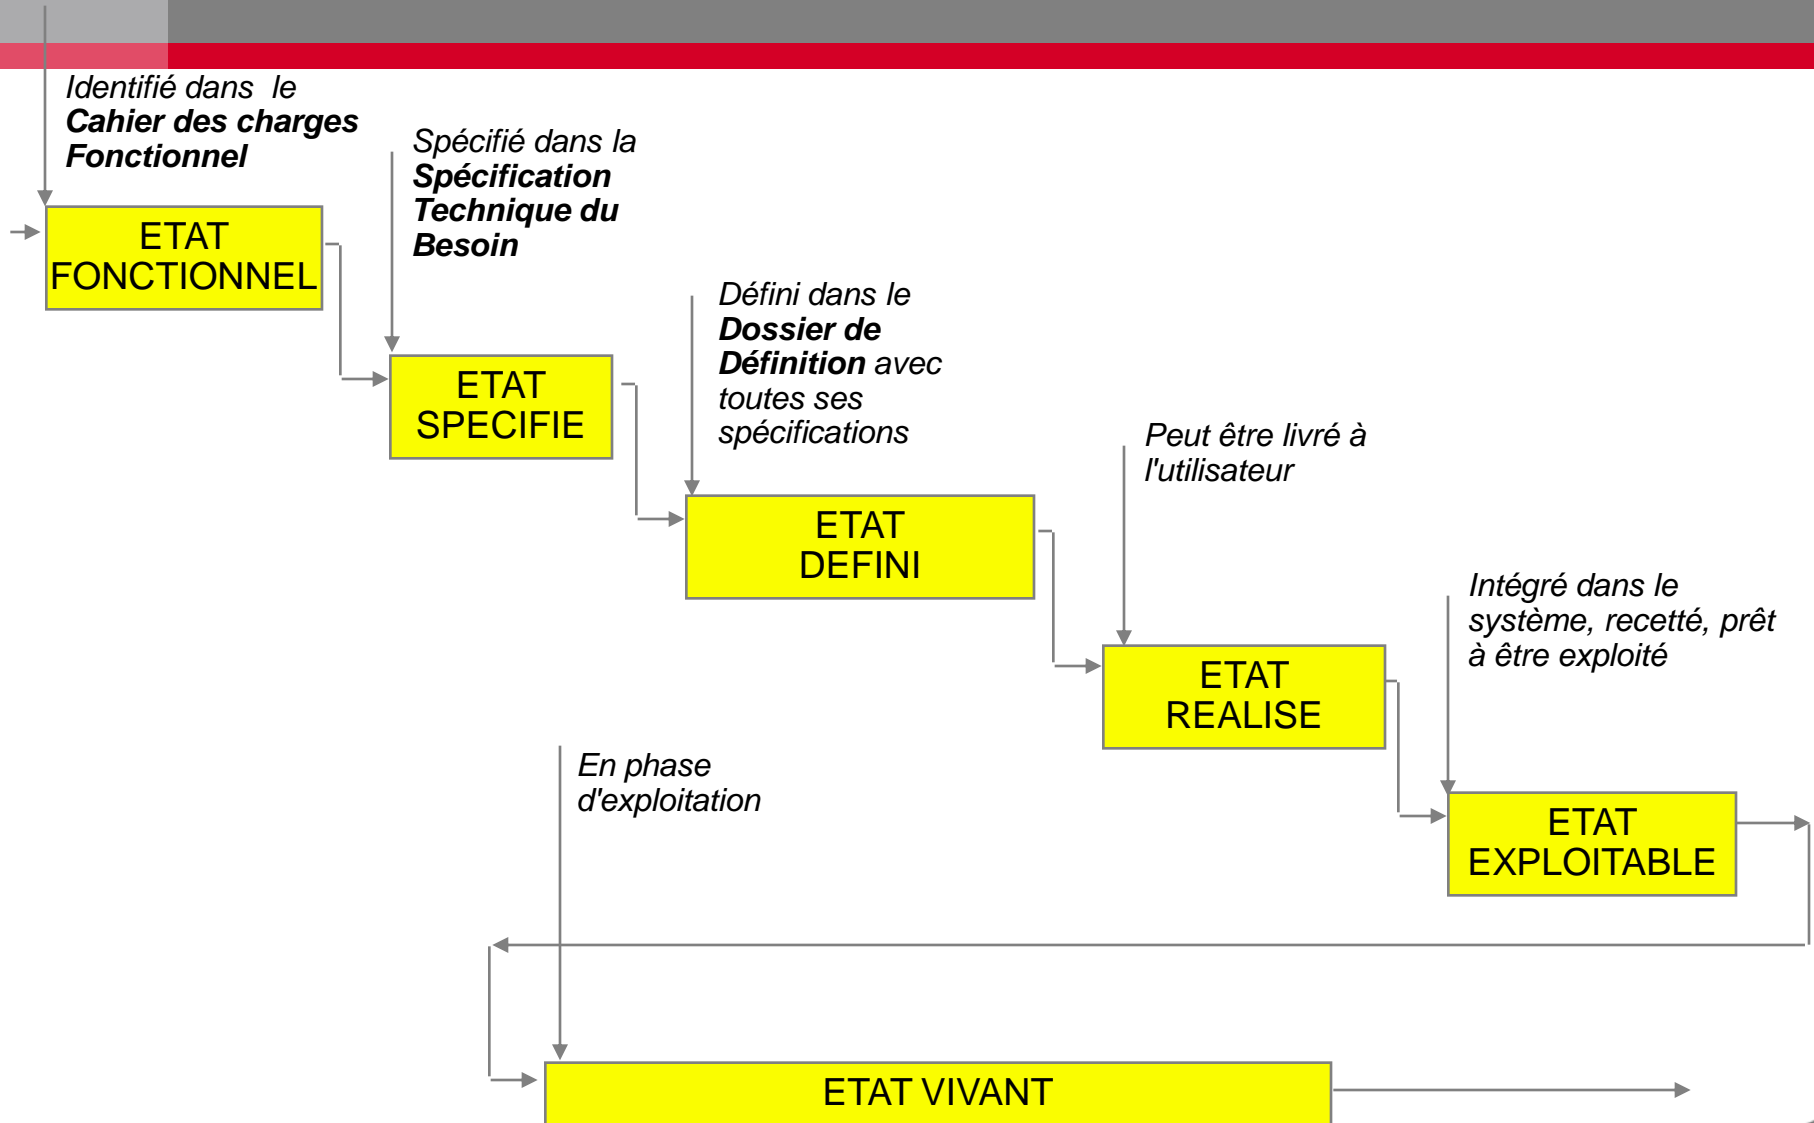 Identifié dans le
Cahier des charges
Fonctionnel
ETAT
FONCTIONNEL
Spécifié dans la
Spécification
Technique du
Besoin
ETAT
SPECIFIE
Défini dans le
Dossier de
Définition avec
toutes ses
spécifications
ETAT
DEFINI
Peut être livré à
l'utilisateur
ETAT
REALISE
Intégré dans le
système, recetté, prêt
à être exploité
ETAT
EXPLOITABLE
En phase
d'exploitation
ETAT VIVANT